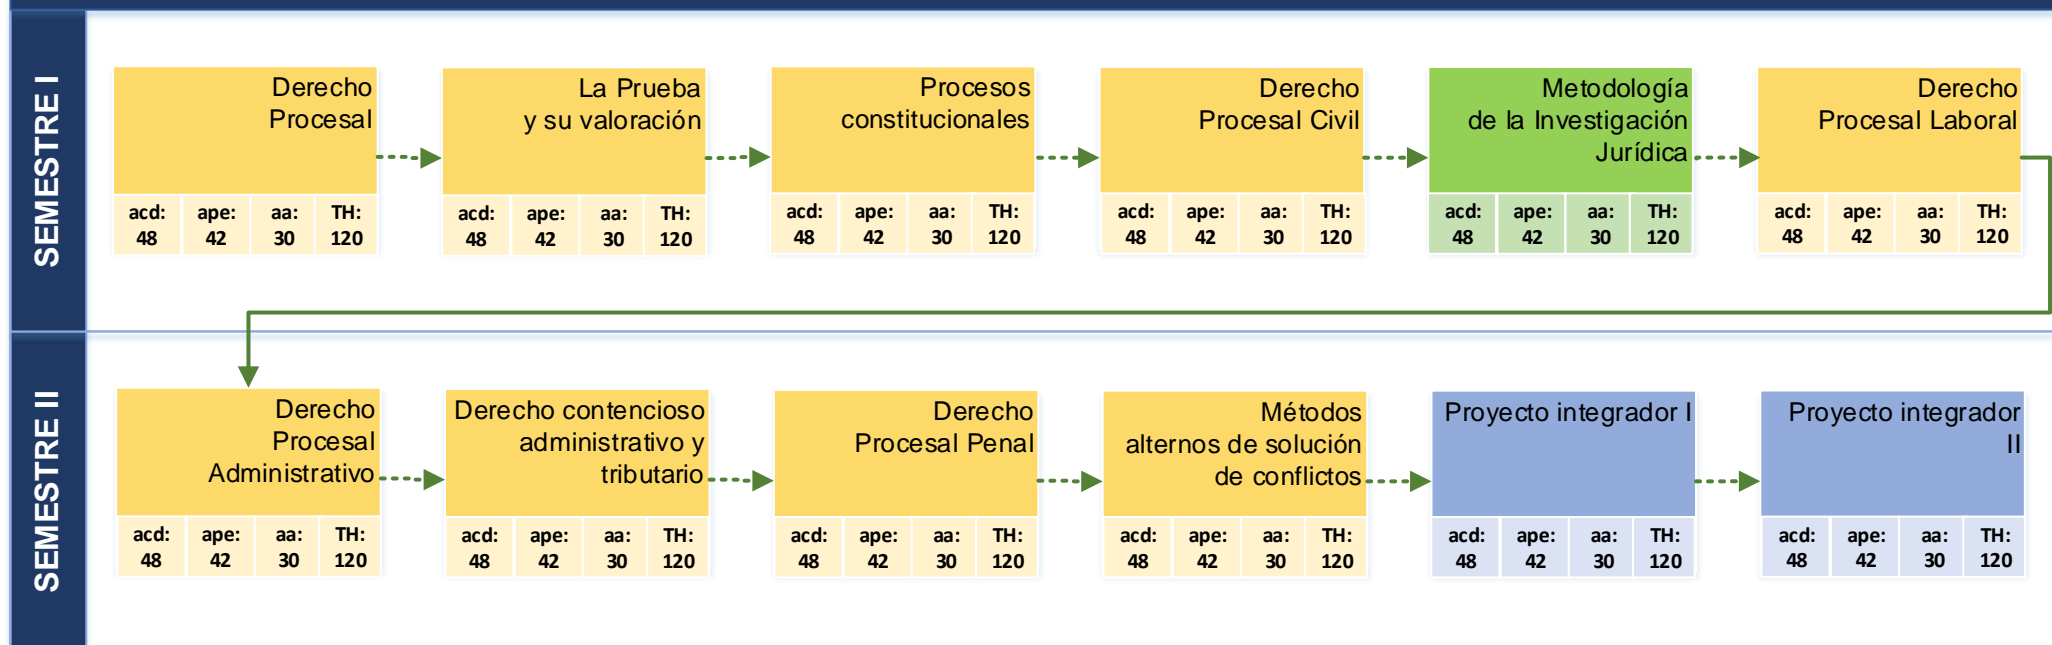 SEMESTRE I
Derecho
Procesal
acd: ape: aa: TH:
48 42 30 120
La Prueba
y su valoración
acd: ape: aa: TH:
48 42 30 120
Procesos
constitucionales
acd: ape: aa: TH:
48 42 30 120
Derecho
Procesal Civil
acd: ape: aa: TH:
48 42 30 120
Metodología
de la Investigación
Jurídica
acd: ape: aa: TH:
48 42 30 120
Derecho
Procesal Laboral
acd: ape: aa: TH:
48 42 30 120
SEMESTRE II
Derecho
Procesal
Administrativo
acd: ape: aa: TH:
48 42 30 120
Derecho contencioso
administrativo y
tributario
acd: ape: aa: TH:
48 42 30 120
Derecho
Procesal Penal
acd: ape: aa: TH:
48 42 30 120
Métodos
alternos de solución
de conflictos
acd: ape: aa: TH:
48 42 30 120
Proyecto integrador I
acd: ape: aa: TH:
48 42 30 120
Proyecto integrador
II
acd: ape: aa: TH:
48 42 30 120